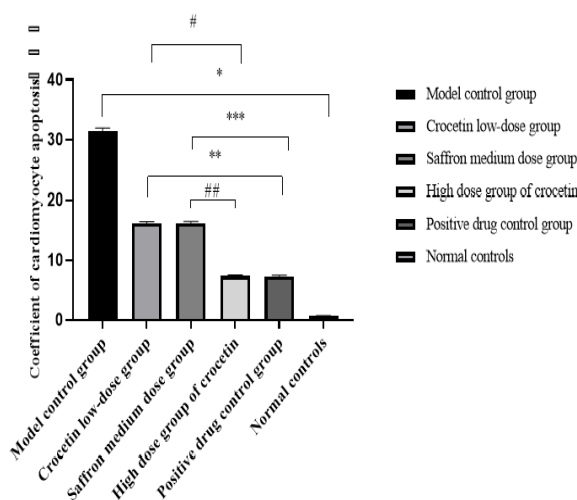 #
*
***
**
##
Coefficient of cardiomyocyte apoptosis
40
30
20
10
0
Model control group
Crocetin low-dose group
Saffron medium dose group
High dose group of crocetin
Positive drug control group
Normal controls
Model control group
Crocetin low-dose group
Saffron medium dose group
High dose group of crocetin
Positive drug control group
Normal controls